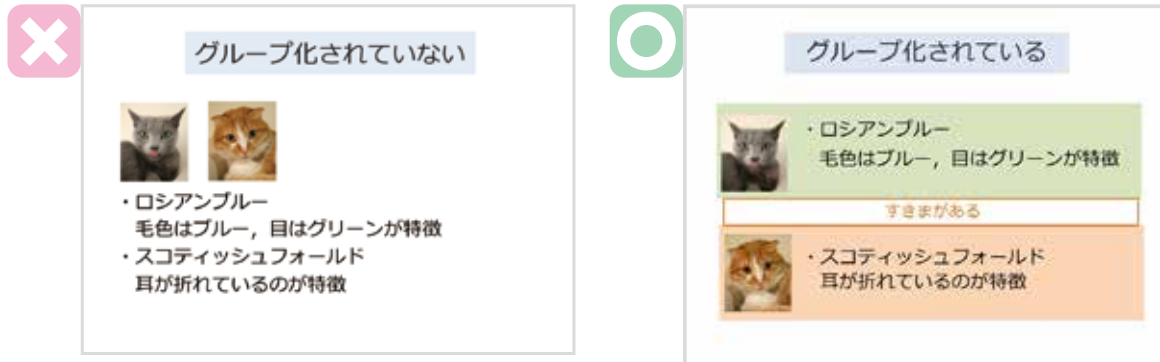 グループ化されていない
・ロシアンブルー
毛色はブルー，目はグリーンが特徴
・スコティッシュフォールド
耳が折れているのが特徴
グループ化されている
・ロシアンブルー
毛色はブルー，目はグリーンが特徴
すきまがある
・スコティッシュフォールド
耳が折れているのが特徴